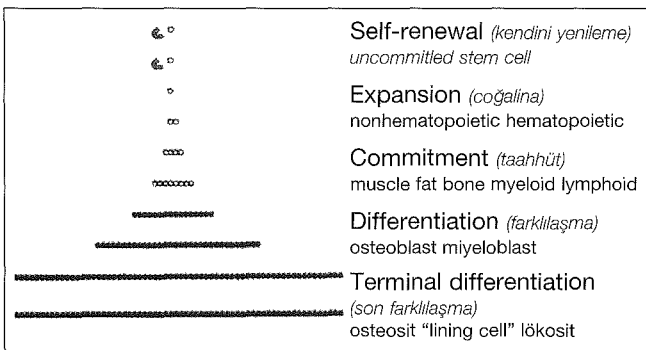 Self-renewal (kendini yenileme)
uncommitled stem cell
Expansion (coğalina)
nonhematopoietic hematopoietic
Commitment (taahhüt)
muscle fat bone myeloid lymphoid
Differentiation (farklılaşma)
osteoblast miyeloblast
Terminal differentiation
(son farklılaşma)
osteosit “lining cell” lökosit